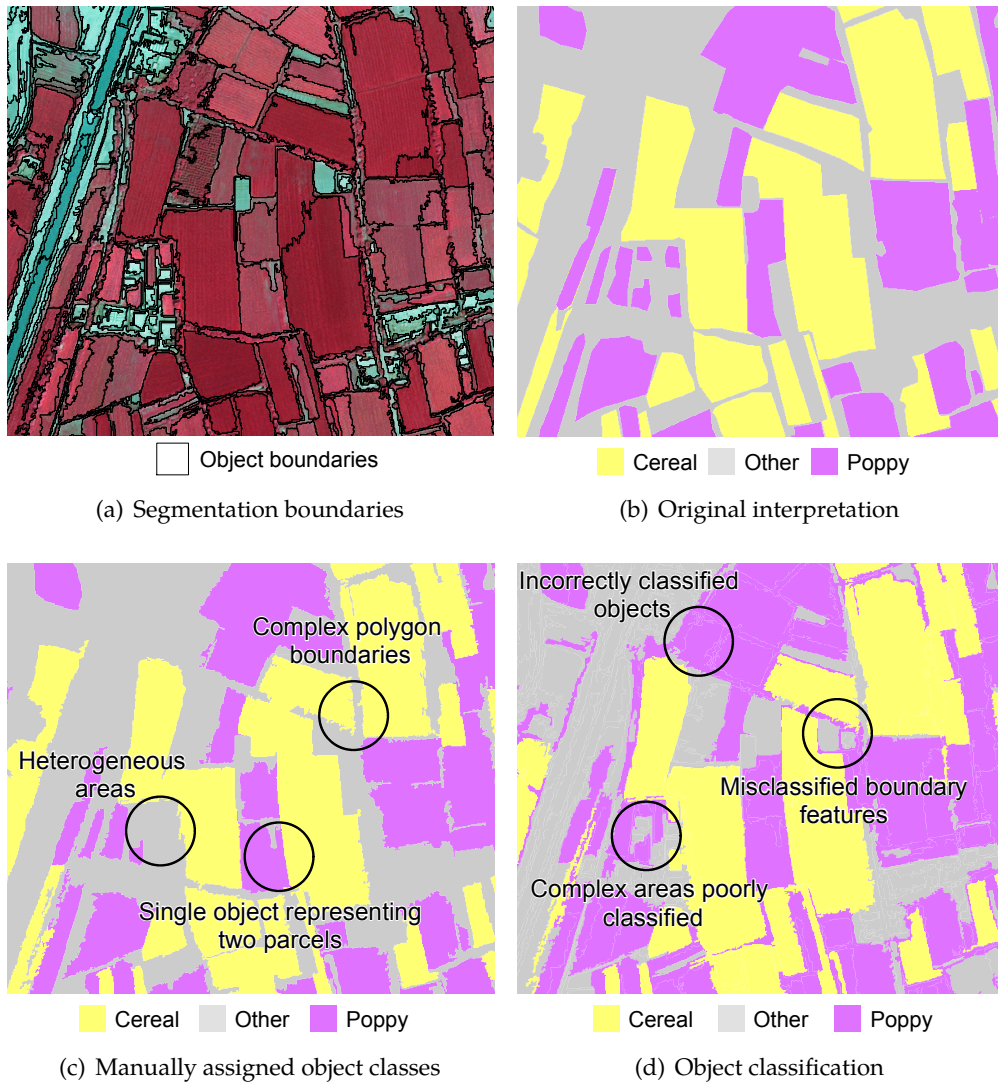 Object boundaries
(a) Segmentation boundaries
Cereal Other Poppy
(b) Original interpretation
Complex polygon
boundaries
Heterogeneous
areas
Single object representing
two parcels
Cereal Other Poppy
(c) Manually assigned object classes
Incorrectly classified
objects
Misclassified boundary
features
Complex areas poorly
classified
Cereal Other Poppy
(d) Object classification